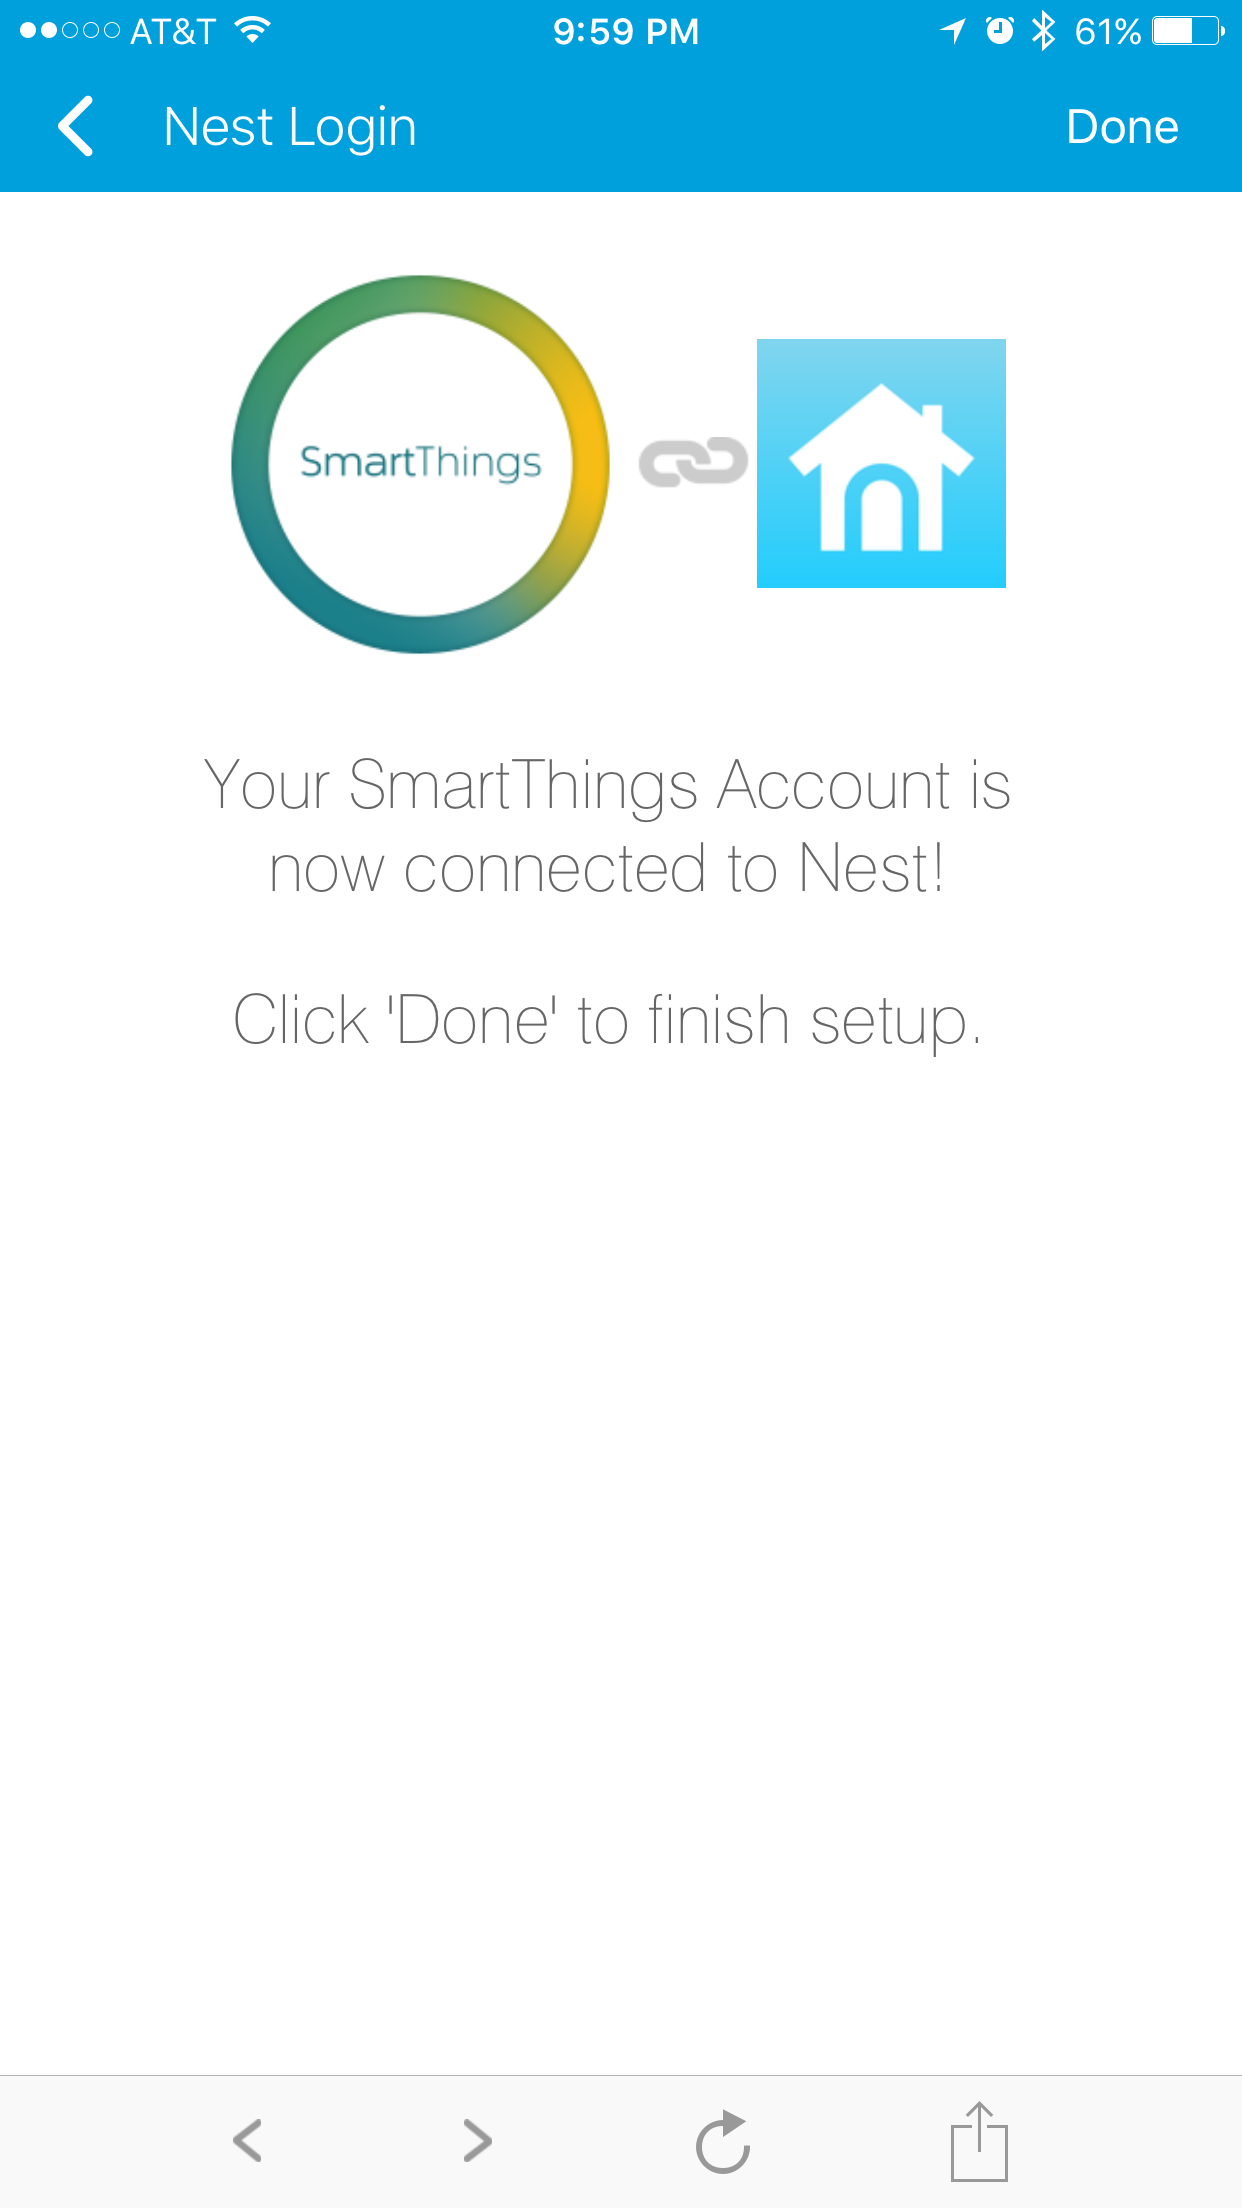 AT&T 9:59 PM 61%
Nest Login Done
SmartThings
Your SmartThings Account is
now connected to Nest!
Click 'Done' to finish setup.